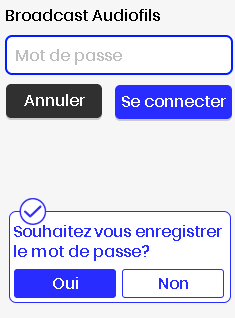 Broadcast Audiofils
Mot de passe
Annuler
Se connecter
Souhaitez vous enregistrer
le mot de passe?
Oui
Non